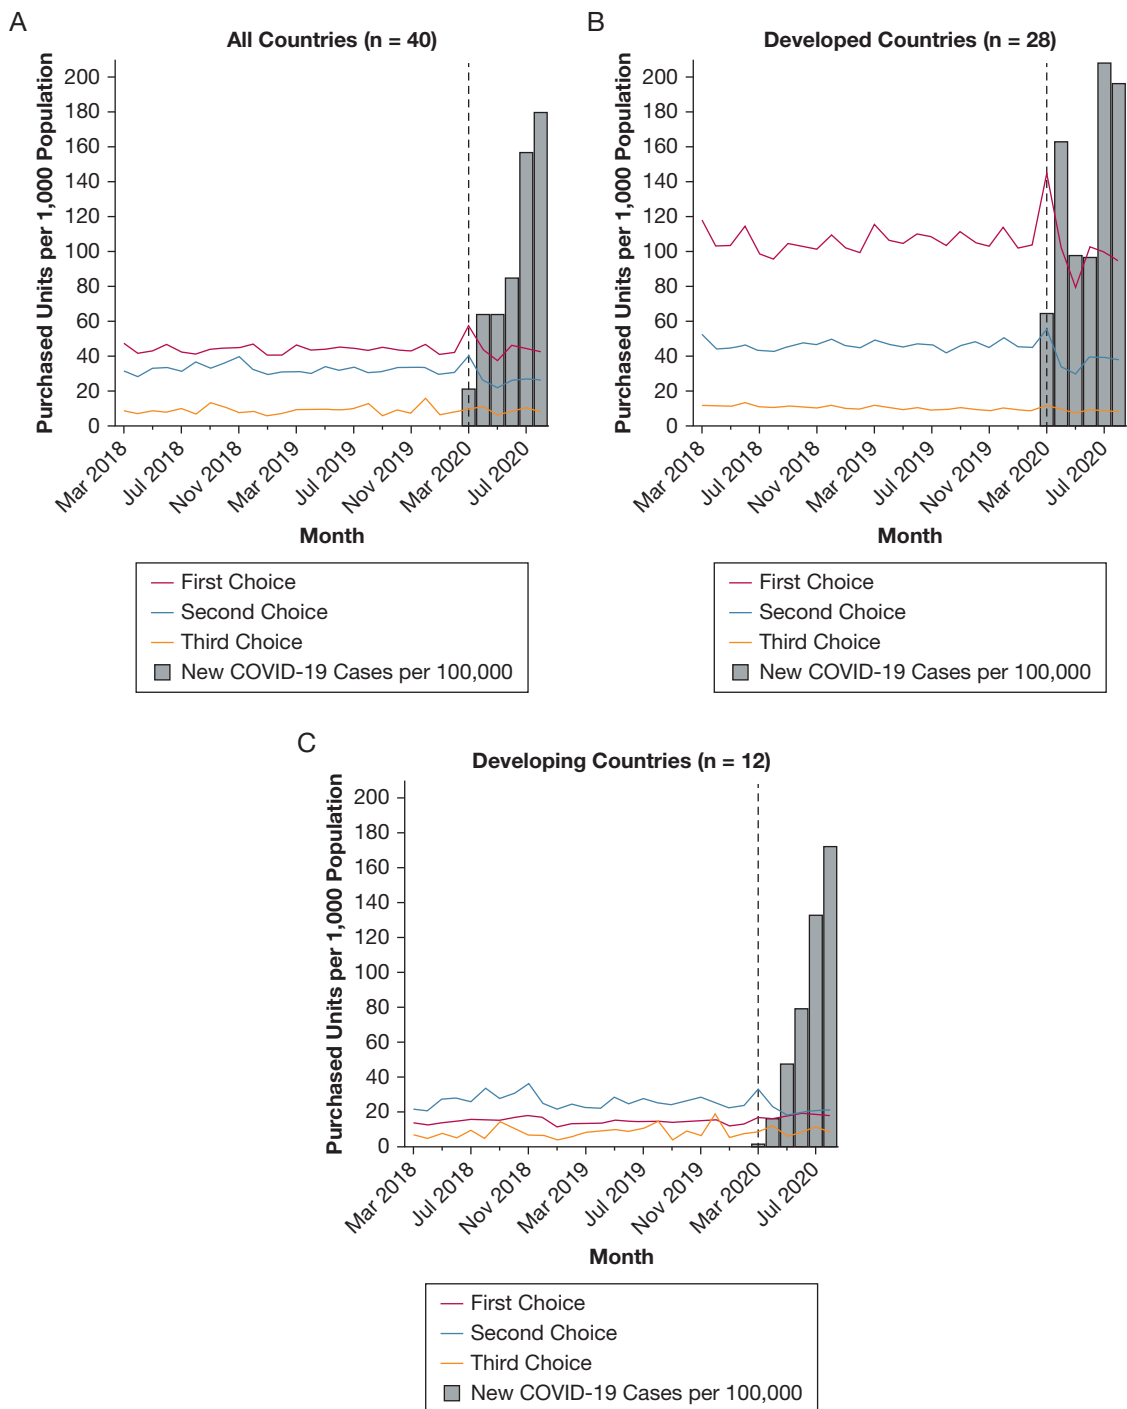 A
All Countries (n = 40)
Purchased Units per 1,000 Population
200
180
160
140
120
100
80
60
40
20
0
Mar 2018
Jul 2018
Nov 2018
Mar 2019
Jul 2019
Nov 2019
Mar 2020
Jul 2020
Month
First Choice
Second Choice
Third Choice
New COVID-19 Cases per 100,000
B
Developed Countries (n = 28)
Purchased Units per 1,000 Population
200
180
160
140
120
100
80
60
40
20
0
Mar 2018
Jul 2018
Nov 2018
Mar 2019
Jul 2019
Nov 2019
Mar 2020
Jul 2020
Month
First Choice
Second Choice
Third Choice
New COVID-19 Cases per 100,000
C
Developing Countries (n = 12)
Purchased Units per 1,000 Population
200
180
160
140
120
100
80
60
40
20
0
Mar 2018
Jul 2018
Nov 2018
Mar 2019
Jul 2019
Nov 2019
Mar 2020
Jul 2020
Month
First Choice
Second Choice
Third Choice
New COVID-19 Cases per 100,000